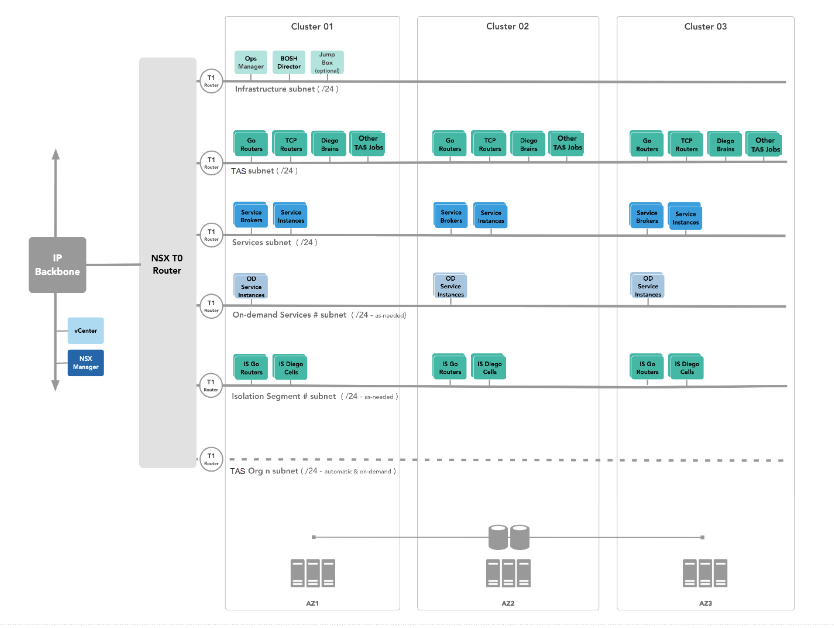 Cluster 01
Cluster 02
Cluster 03
Ops
Manager
BOSH
Director
Jump
Box
(optional)
T1
Router
Infrastructure subnet ( /24 )
Go
Routers
TCP
Routers
Diego
Brains
Other
TAS Jobs
Go
Routers
TCP
Routers
Diego
Brains
Other
TAS Jobs
Go
Routers
TCP
Routers
Diego
Brains
Other
TAS Jobs
T1
Router
TAS subnet ( /24 )
Service
Brokers
Service
Instances
Service
Brokers
Service
Instances
Service
Brokers
Service
Instances
T1
Router
Services subnet ( /24 )
IP
Backbone
NSX T0
Router
OD
Service
Instances
OD
Service
Instances
OD
Service
Instances
T1
Router
On-demand Services # subnet ( /24 - as-needed)
vCenter
NSX
Manager
IS Go
Routers
IS Diego
Cells
IS Go
Routers
IS Diego
Cells
IS Go
Routers
IS Diego
Cells
T1
Router
Isolation Segment # subnet ( /24 - as-needed )
T1
Router
TAS Org n subnet ( /24 - automatic & on-demand )
AZ1
AZ2
AZ3